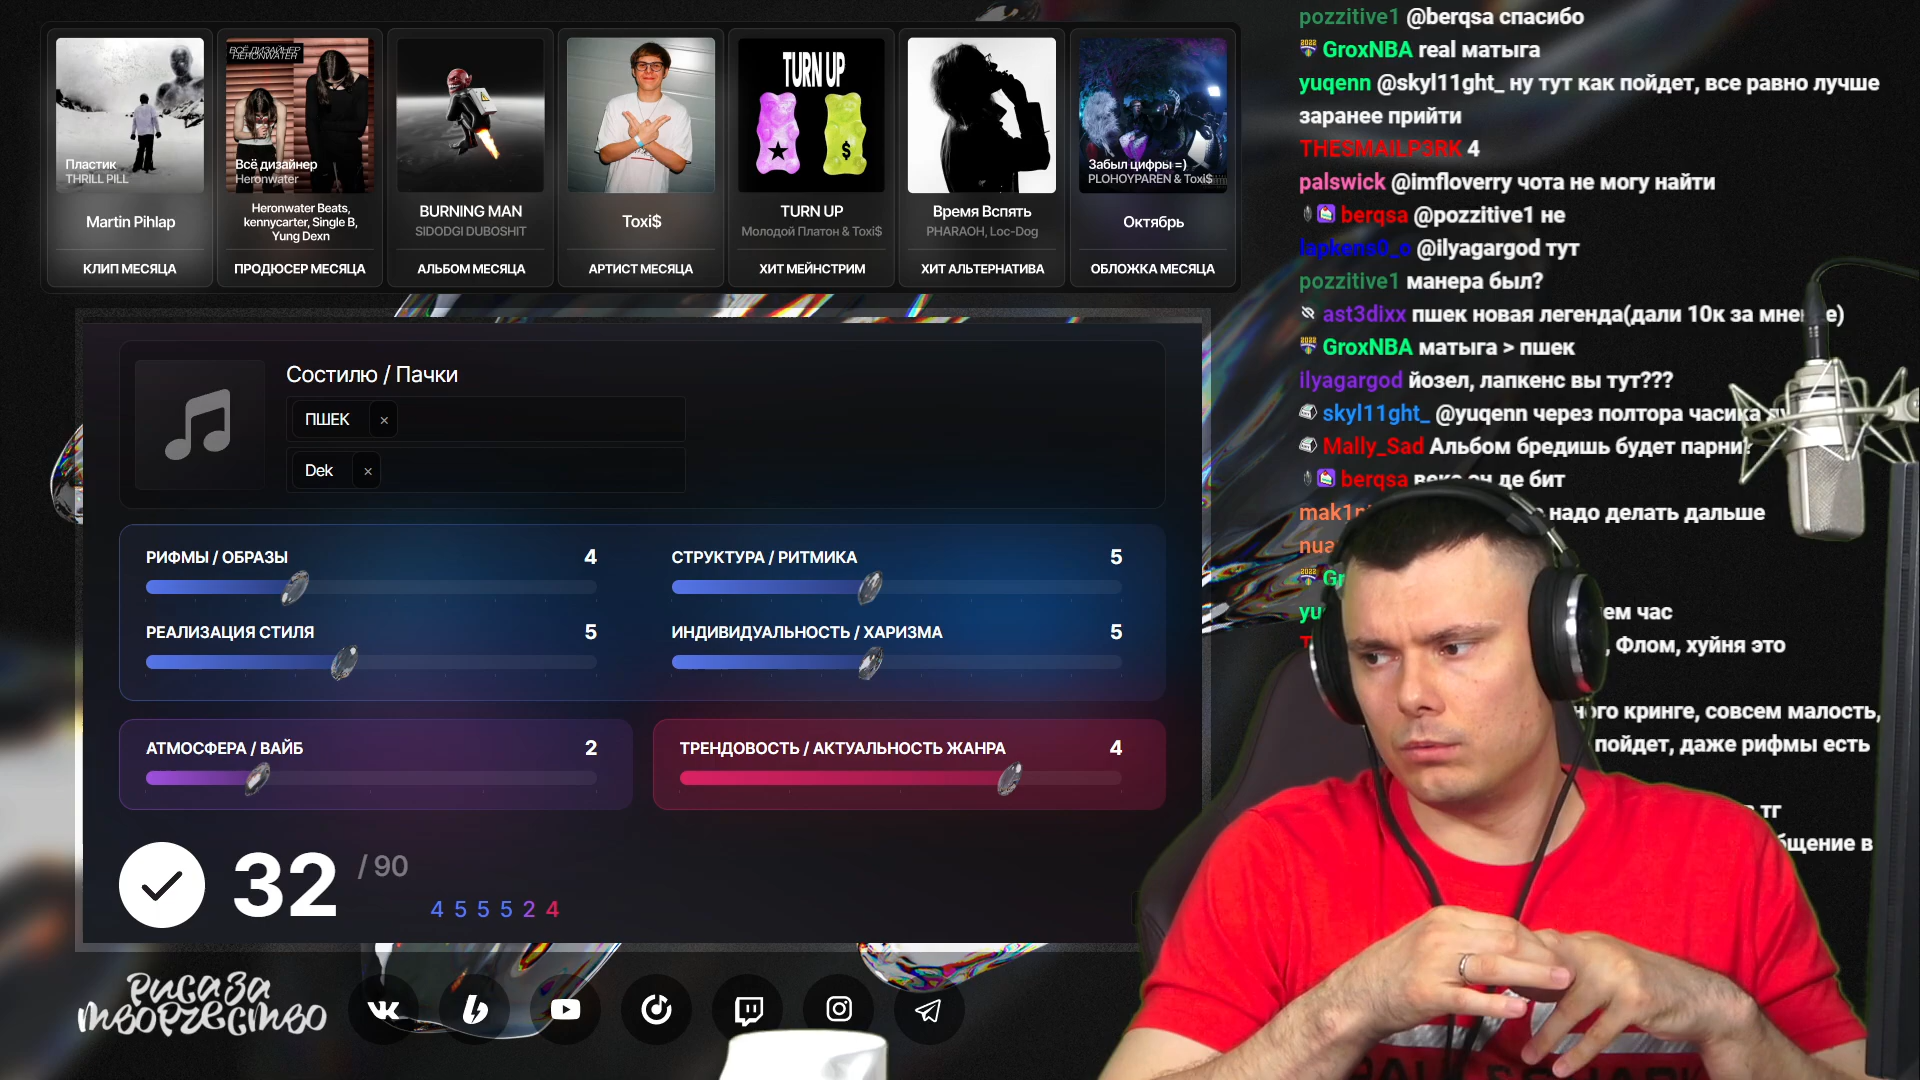 Пластик
THRILL PILL
Martin Pihlap
КЛИП МЕСЯЦА
ВСЁ ДИЗАЙНЕР
HERONWATER
Всё дизайнер
Heronwater
Heronwater Beats,
kennycarter, Single B,
Yung Dexn
ПРОДЮСЕР МЕСЯЦА
BURNING MAN
SIDODGI DUBOSHIT
АЛЬБОМ МЕСЯЦА
Toxi$
АРТИСТ МЕСЯЦА
TURN UP
TURN UP
Молодой Платон & Toxi$
ХИТ МЕЙНСТРИМ
Время Вспять
PHARAOH, Loc-Dog
ХИТ АЛЬТЕРНАТИВА
Забыл цифры =)
PLOHOYPAREN & Toxi$
Октябрь
ОБЛОЖКА МЕСЯЦА
Состилю / Пачки
ПШЕК ×
Dek ×
РИФМЫ / ОБРАЗЫ 4
СТРУКТУРА / РИТМИКА 5
РЕАЛИЗАЦИЯ СТИЛЯ 5
ИНДИВИДУАЛЬНОСТЬ / ХАРИЗМА 5
АТМОСФЕРА / ВАЙБ 2
ТРЕНДОВОСТЬ / АКТУАЛЬНОСТЬ ЖАНРА 4
32 / 90
4 5 5 5 2 4
РИСАЗА
ТВОРЧЕСТВО
pozzitive1 @berqsa спасибо
GroxNBA real матыга
yuqenn @skyl11ght_ ну тут как пойдет, все равно лучше
заранее прийти
THESMAILP3RK 4
palswick @imfloverry чота не могу найти
berqsa @pozzitive1 не
lapkens0_o @ilyagargod тут
pozzitive1 манера был?
ast3dixx пшек новая легенда(дали 10к за мнение)
GroxNBA матыга > пшек
ilyagargod йозел, лапкенс вы тут???
skyl11ght_ @yuqenn через полтора часика
Mally_Sad Альбом бредишь будет парни?
berqsa де бит
надо делать дальше
час
, Флом, хуйня это
кринге, совсем малость,
пойдет, даже рифмы есть
тг
в